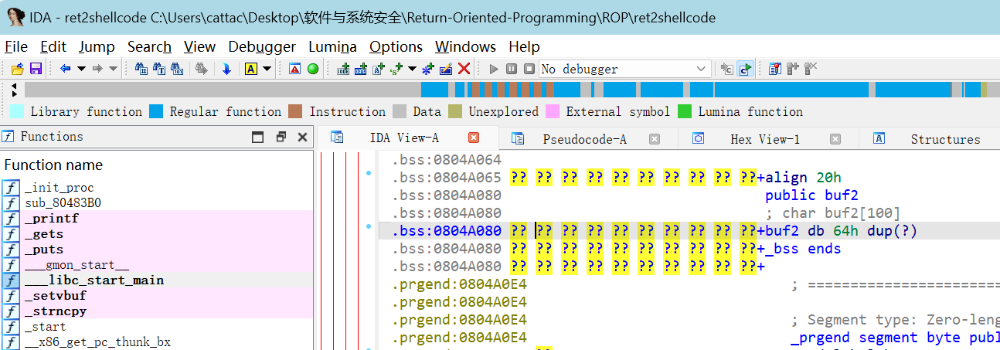 IDA - ret2shellcode C:\Users\cattac\Desktop\软件与系统安全\Return-Oriented-Programming\ROP\ret2shellcode
File Edit Jump Search View Debugger Lumina Options Windows Help
No debugger
Library function Regular function Instruction Data Unexplored External symbol Lumina function
Functions
IDA View-A Pseudocode-A Hex View-1 Structures
Function name
_init_proc
sub_80483B0
_printf
_gets
_puts
___gmon_start__
___libc_start_main
_setvbuf
_strncpy
_start
__x86_get_pc_thunk_bx
.bss:0804A064
.bss:0804A065 ?? ?? ?? ?? ?? ?? ?? ?? ?? ??+align 20h
.bss:0804A080 public buf2
.bss:0804A080 ; char buf2[100]
.bss:0804A080 ?? ?? ?? ?? ?? ?? ?? ?? ?? ??+buf2 db 64h dup(?)
.bss:0804A080 ?? ?? ?? ?? ?? ?? ?? ?? ?? ??+_bss ends
.bss:0804A080 ?? ?? ?? ?? ?? ?? ?? ?? ?? ??+
.prgend:0804A0E4 ; =======================
.prgend:0804A0E4
.prgend:0804A0E4 ; Segment type: Zero-leng
.prgend:0804A0E4 _prgend segment byte publ